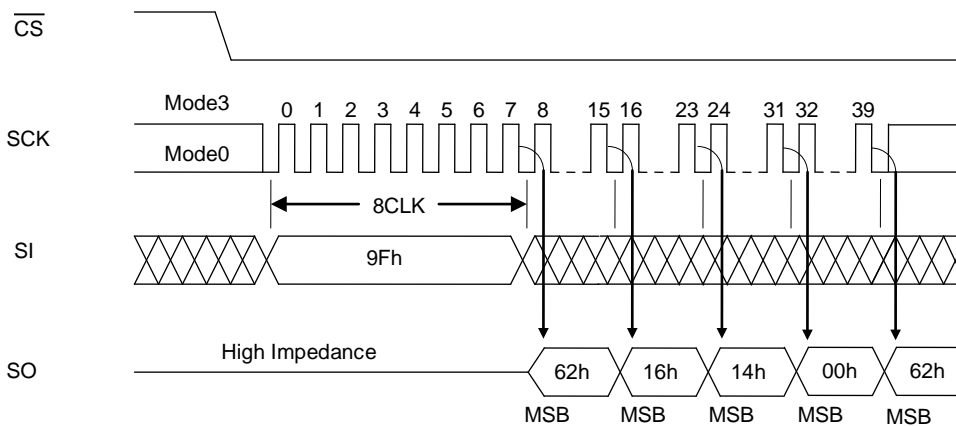 CS
Mode3
0 1 2 3 4 5 6 7 8 15 16 23 24 31 32 39
SCK
Mode0
8CLK
SI
9Fh
High Impedance
SO
62h 16h 14h 00h 62h
MSB MSB MSB MSB MSB